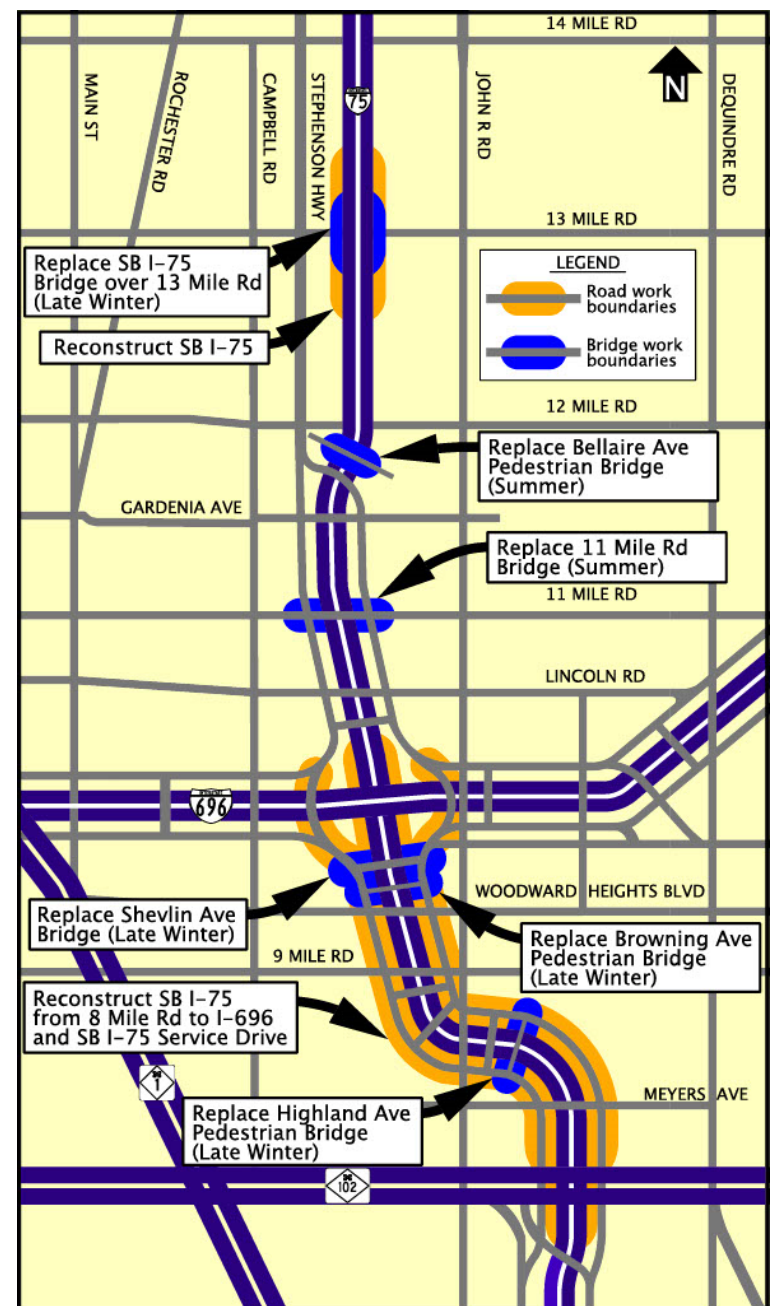 14 MILE RD
MAIN ST
ROCHESTER RD
CAMPBELL RD
STEPHENSON HWY
75
JOHN R RD
N
DEQUINDRE RD
13 MILE RD
Replace SB I-75
Bridge over 13 Mile Rd
(Late Winter)
LEGEND
Road work
boundaries
Bridge work
boundaries
Reconstruct SB I-75
12 MILE RD
Replace Bellaire Ave
Pedestrian Bridge
(Summer)
GARDENIA AVE
Replace 11 Mile Rd
Bridge (Summer)
11 MILE RD
LINCOLN RD
696
WOODWARD HEIGHTS BLVD
Replace Shevlin Ave
Bridge (Late Winter)
Replace Browning Ave
Pedestrian Bridge
(Late Winter)
9 MILE RD
Reconstruct SB I-75
from 8 Mile Rd to I-696
and SB I-75 Service Drive
1
MEYERS AVE
Replace Highland Ave
Pedestrian Bridge
(Late Winter)
102